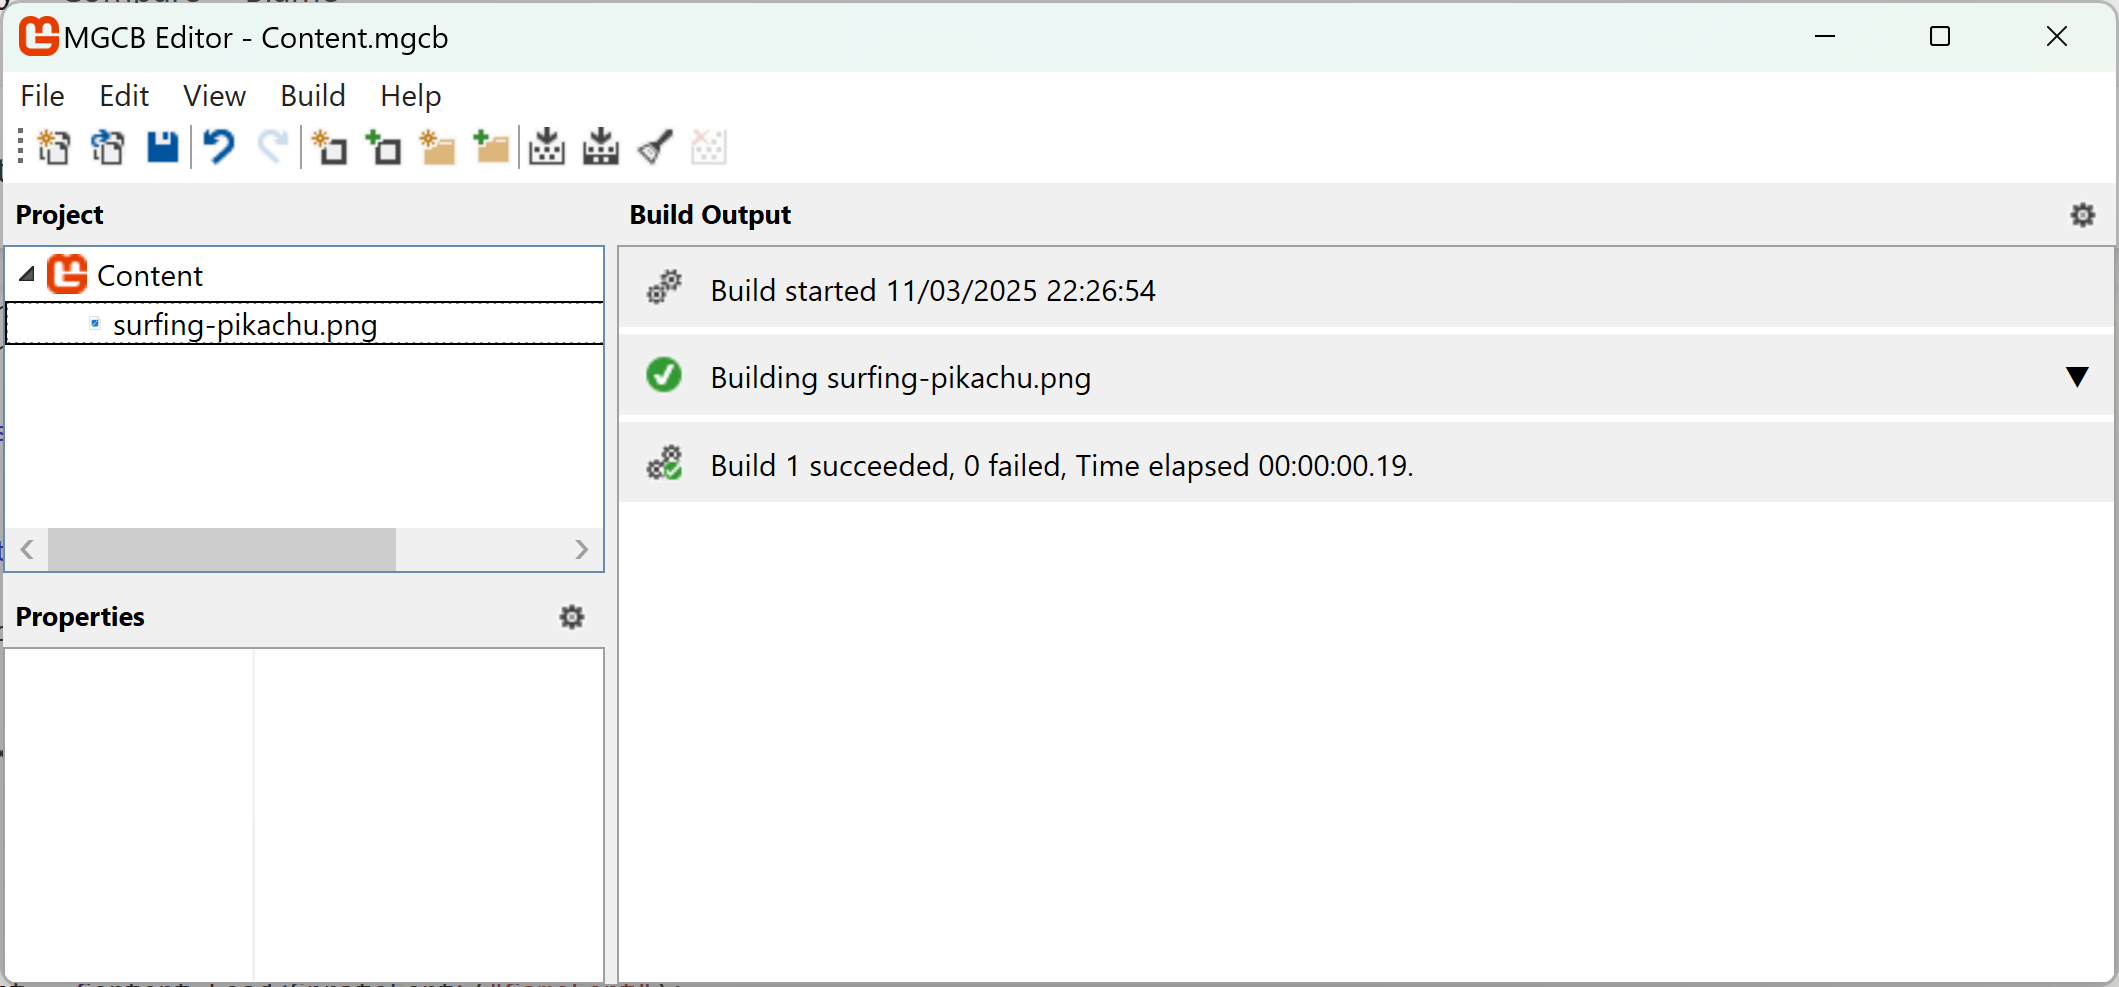 MGCB Editor - Content.mgcb
File Edit View Build Help
Project
Content
surfing-pikachu.png
Properties
Build Output
Build started 11/03/2025 22:26:54
Building surfing-pikachu.png
Build 1 succeeded, 0 failed, Time elapsed 00:00:00.19.